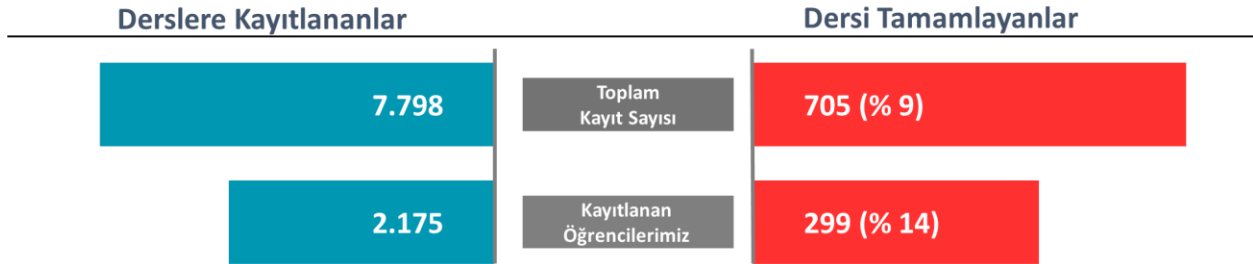 Derslere Kayıtlananlar
Dersi Tamamlayanlar
7.798
Toplam
Kayıt Sayısı
705 (% 9)
2.175
Kayıtlanan
Öğrencilerimiz
299 (% 14)